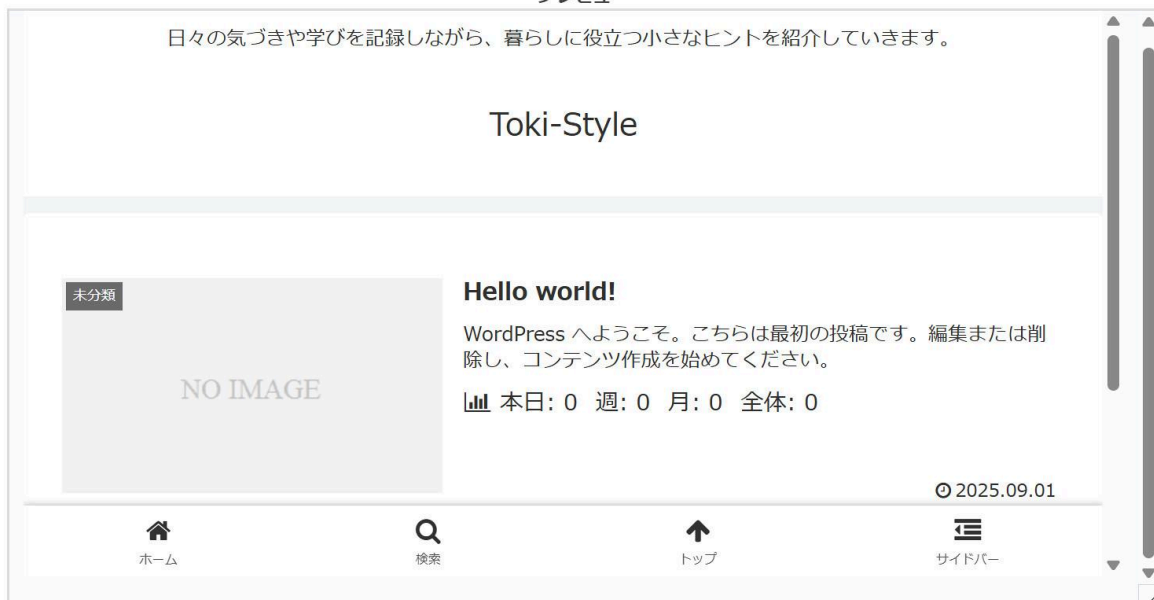 プレビュー
日々の気づきや学びを記録しながら、暮らしに役立つ小さなヒントを紹介していきます。
Toki-Style
未分類
NO IMAGE
Hello world!
WordPress へようこそ。こちらは最初の投稿です。編集または削
除し、コンテンツ作成を始めてください。
本日: 0 週: 0 月: 0 全体: 0
2025.09.01
ホーム 検索 トップ サイドバー